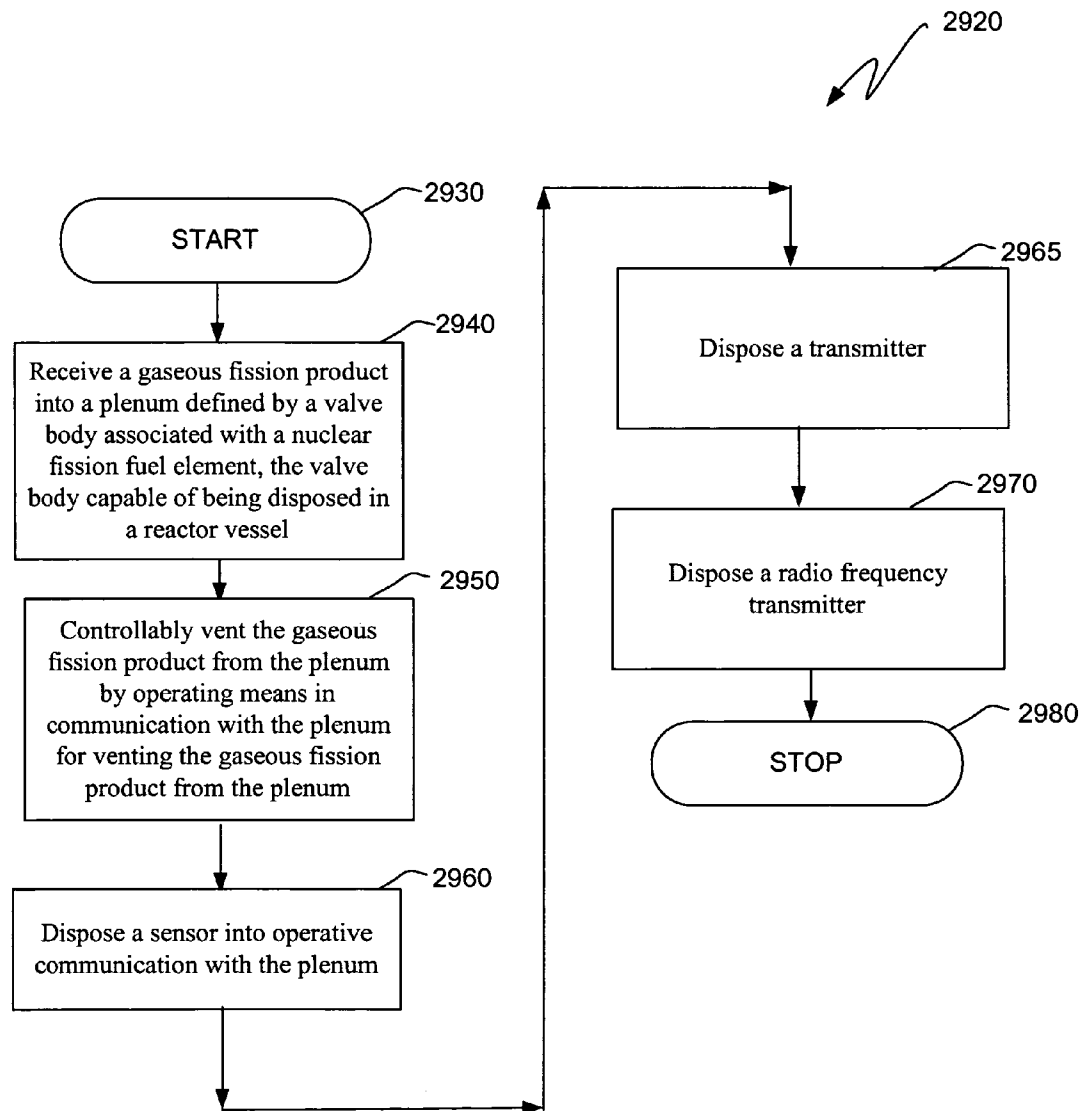 2920
2930
START
2940
Receive a gaseous fission product
into a plenum defined by a valve
body associated with a nuclear
fission fuel element, the valve
body capable of being disposed in
a reactor vessel
2950
Controllably vent the gaseous
fission product from the plenum
by operating means in
communication with the plenum
for venting the gaseous fission
product from the plenum
2960
Dispose a sensor into operative
communication with the plenum
2965
Dispose a transmitter
2970
Dispose a radio frequency
transmitter
2980
STOP